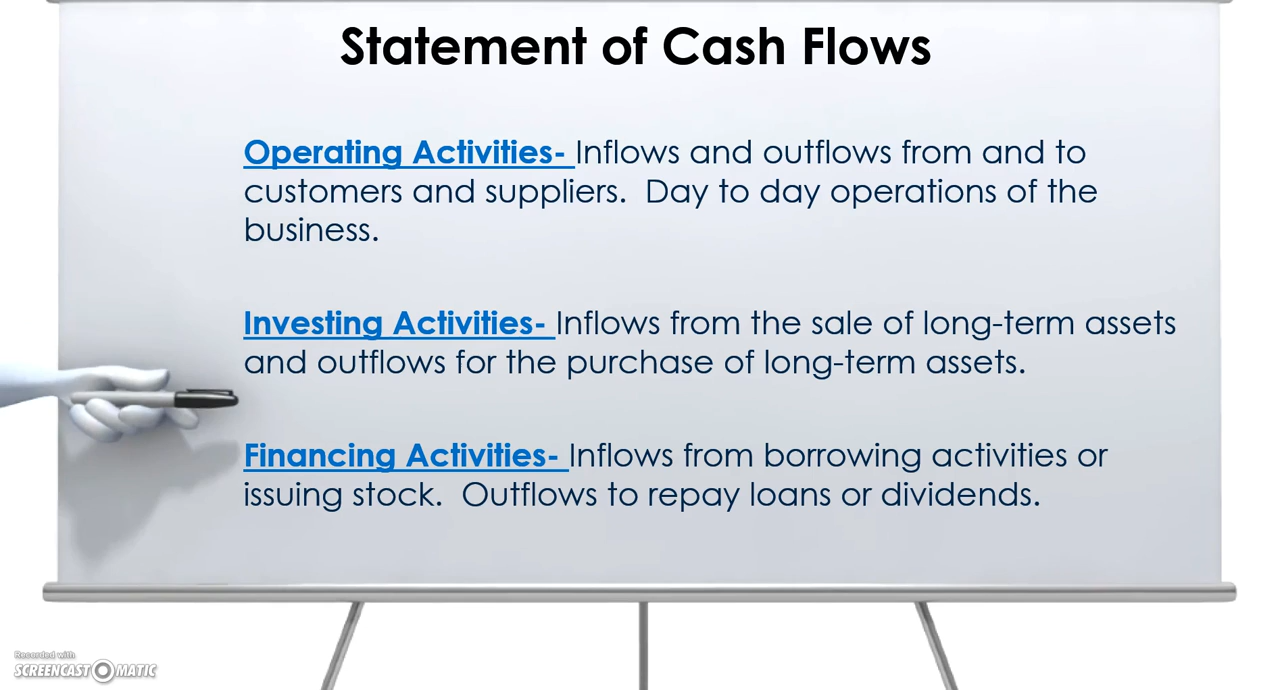 Statement of Cash Flows
Operating Activities- Inflows and outflows from and to
customers and suppliers.  Day to day operations of the
business.
Investing Activities- Inflows from the sale of long-term assets
and outflows for the purchase of long-term assets.
Financing Activities- Inflows from borrowing activities or
issuing stock.  Outflows to repay loans or dividends.
Recorded with
SCREENCAST-O-MATIC